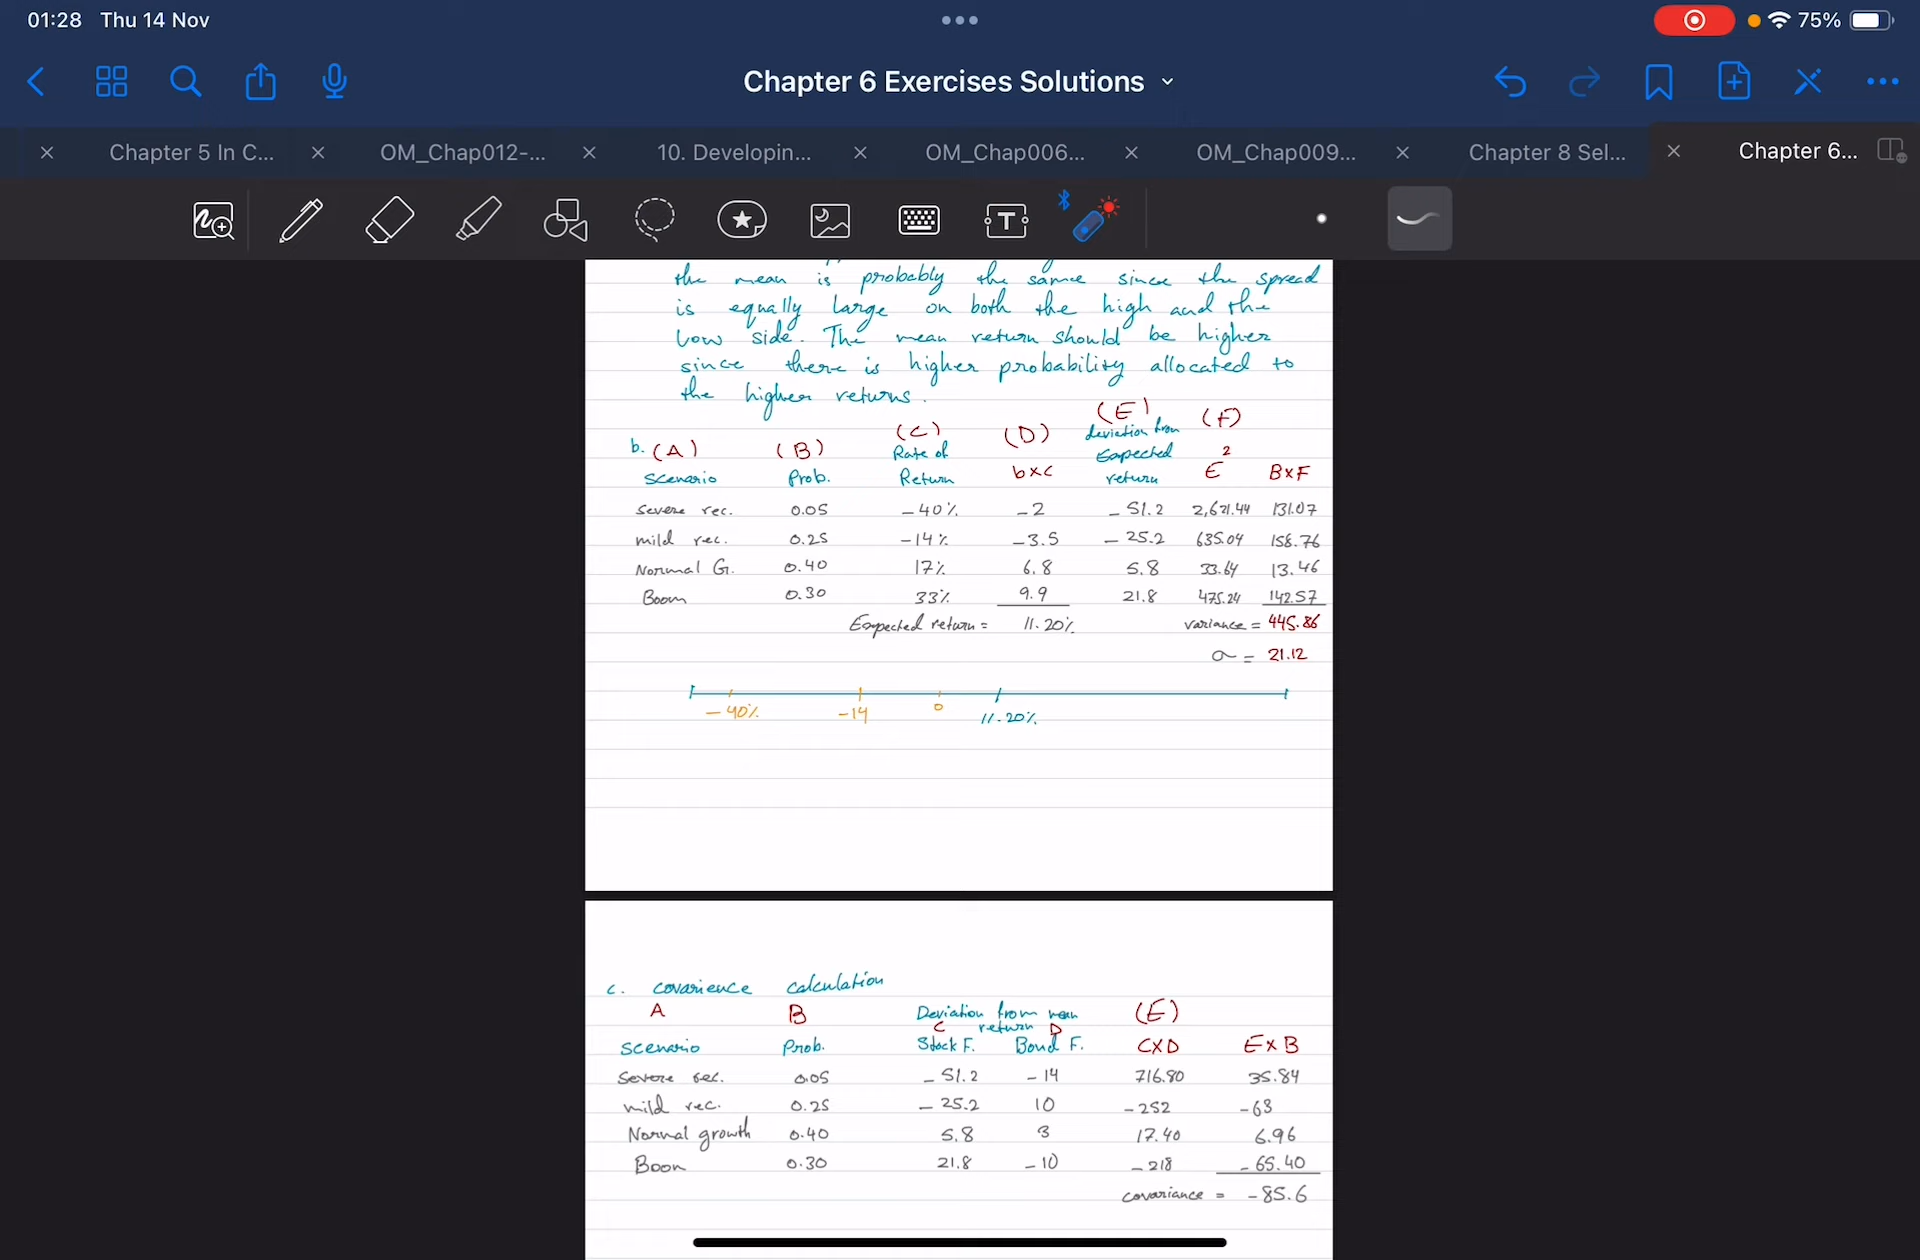 01:28 Thu 14 Nov
75%
Chapter 6 Exercises Solutions
Chapter 5 In C... OM_Chap012-... 10. Developin... OM_Chap006... OM_Chap009... Chapter 8 Sel... Chapter 6...
the mean is probably the same since the spread
is equally large on both the high and the
low side. The mean return should be higher
since there is higher probability allocated to
the higher returns.
b. (A) (B) (C) (D) (E) (F)
Scenario Prob. Rate of Return b×c deviation from Expected return E² B×F
Severe rec. 0.05 -40% -2 -51.2 2,621.44 131.07
mild rec. 0.25 -14% -3.5 -25.2 635.04 158.76
Normal G. 0.40 17% 6.8 5.8 33.64 13.46
Boom 0.30 33% 9.9 21.8 475.24 142.57
Expected return = 11.20% variance = 445.86
σ = 21.12
-40% -14 0 11.20%
c. covarience calculation
A B Deviation from mean return (E)
C D
Scenario Prob. Stock F. Bond F. C×D E×B
Severe rec. 0.05 -51.2 -14 716.80 35.84
mild rec. 0.25 -25.2 10 -252 -63
Normal growth 0.40 5.8 3 17.40 6.96
Boom 0.30 21.8 -10 -218 -65.40
covariance = -85.6